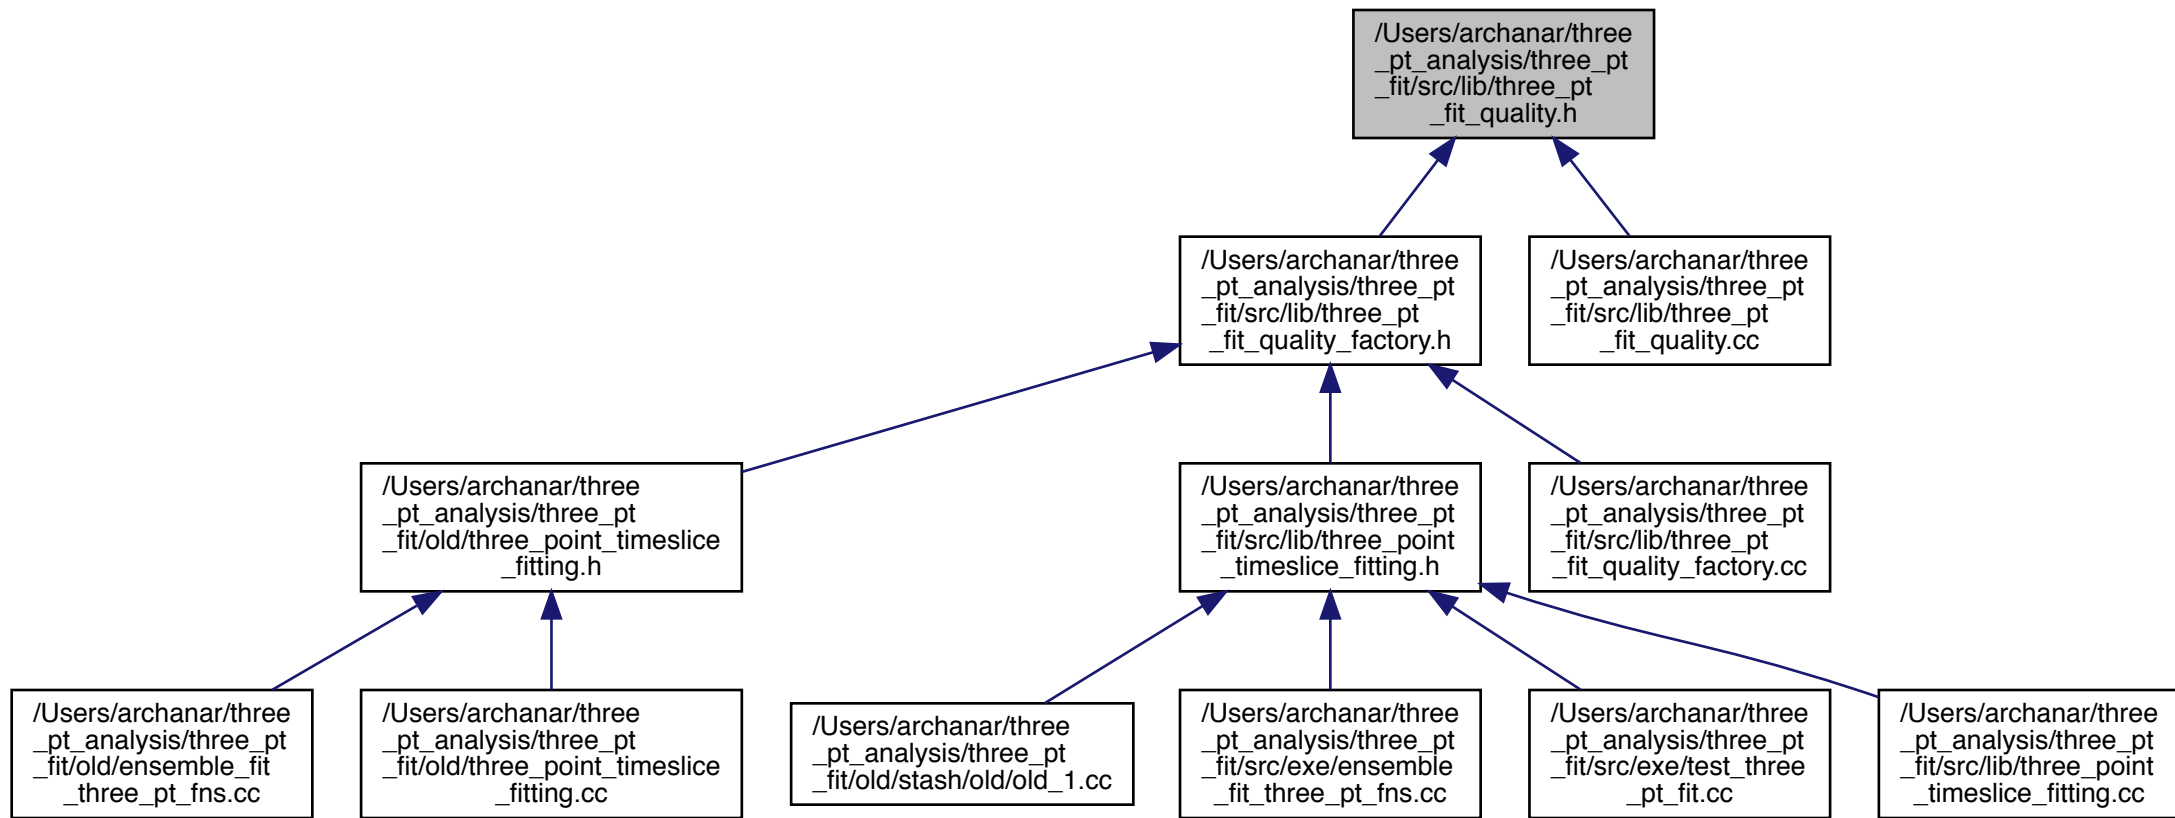 /Users/archanar/three
_pt_analysis/three_pt
_fit/src/lib/three_pt
_fit_quality.h
/Users/archanar/three
_pt_analysis/three_pt
_fit/src/lib/three_pt
_fit_quality_factory.h
/Users/archanar/three
_pt_analysis/three_pt
_fit/src/lib/three_pt
_fit_quality.cc
/Users/archanar/three
_pt_analysis/three_pt
_fit/old/three_point_timeslice
_fitting.h
/Users/archanar/three
_pt_analysis/three_pt
_fit/src/lib/three_point
_timeslice_fitting.h
/Users/archanar/three
_pt_analysis/three_pt
_fit/src/lib/three_pt
_fit_quality_factory.cc
/Users/archanar/three
_pt_analysis/three_pt
_fit/old/ensemble_fit
_three_pt_fns.cc
/Users/archanar/three
_pt_analysis/three_pt
_fit/old/three_point_timeslice
_fitting.cc
/Users/archanar/three
_pt_analysis/three_pt
_fit/old/stash/old/old_1.cc
/Users/archanar/three
_pt_analysis/three_pt
_fit/src/exe/ensemble
_fit_three_pt_fns.cc
/Users/archanar/three
_pt_analysis/three_pt
_fit/src/exe/test_three
_pt_fit.cc
/Users/archanar/three
_pt_analysis/three_pt
_fit/src/lib/three_point
_timeslice_fitting.cc